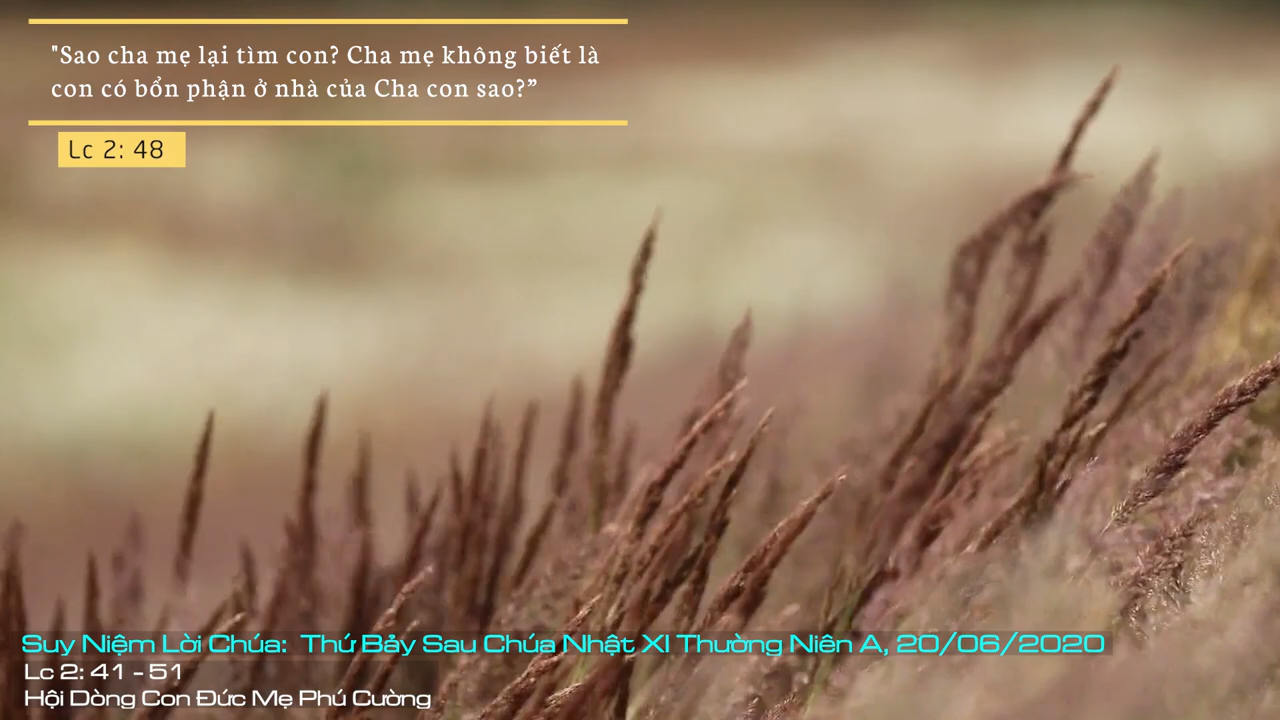 "Sao cha mẹ lại tìm con? Cha mẹ không biết là
con có bổn phận ở nhà của Cha con sao?”
Lc 2: 48
Suy Niệm Lời Chúa: Thứ Bảy Sau Chúa Nhật XI Thường Niên A, 20/06/2020
Lc 2: 41 - 51
Hội Dòng Con Đức Mẹ Phú Cường